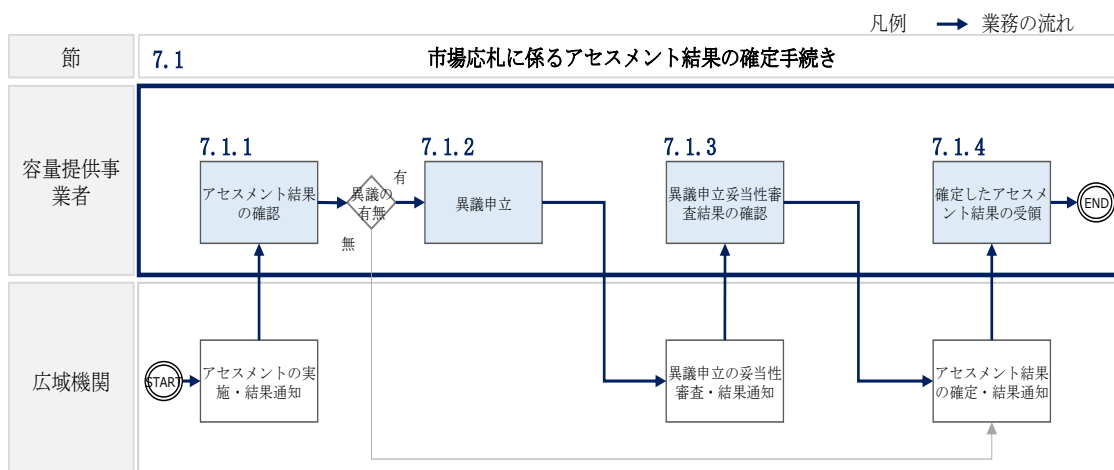 凡例 業務の流れ
節
7.1 市場応札に係るアセスメント結果の確定手続き
容量提供事
業者
7.1.1
アセスメント結果
の確認
異議の
有無
有
無
7.1.2
異議申立
7.1.3
異議申立妥当性審
査結果の確認
7.1.4
確定したアセスメ
ント結果の受領
END
広域機関
START
アセスメントの実
施・結果通知
異議申立の妥当性
審査・結果通知
アセスメント結果
の確定・結果通知